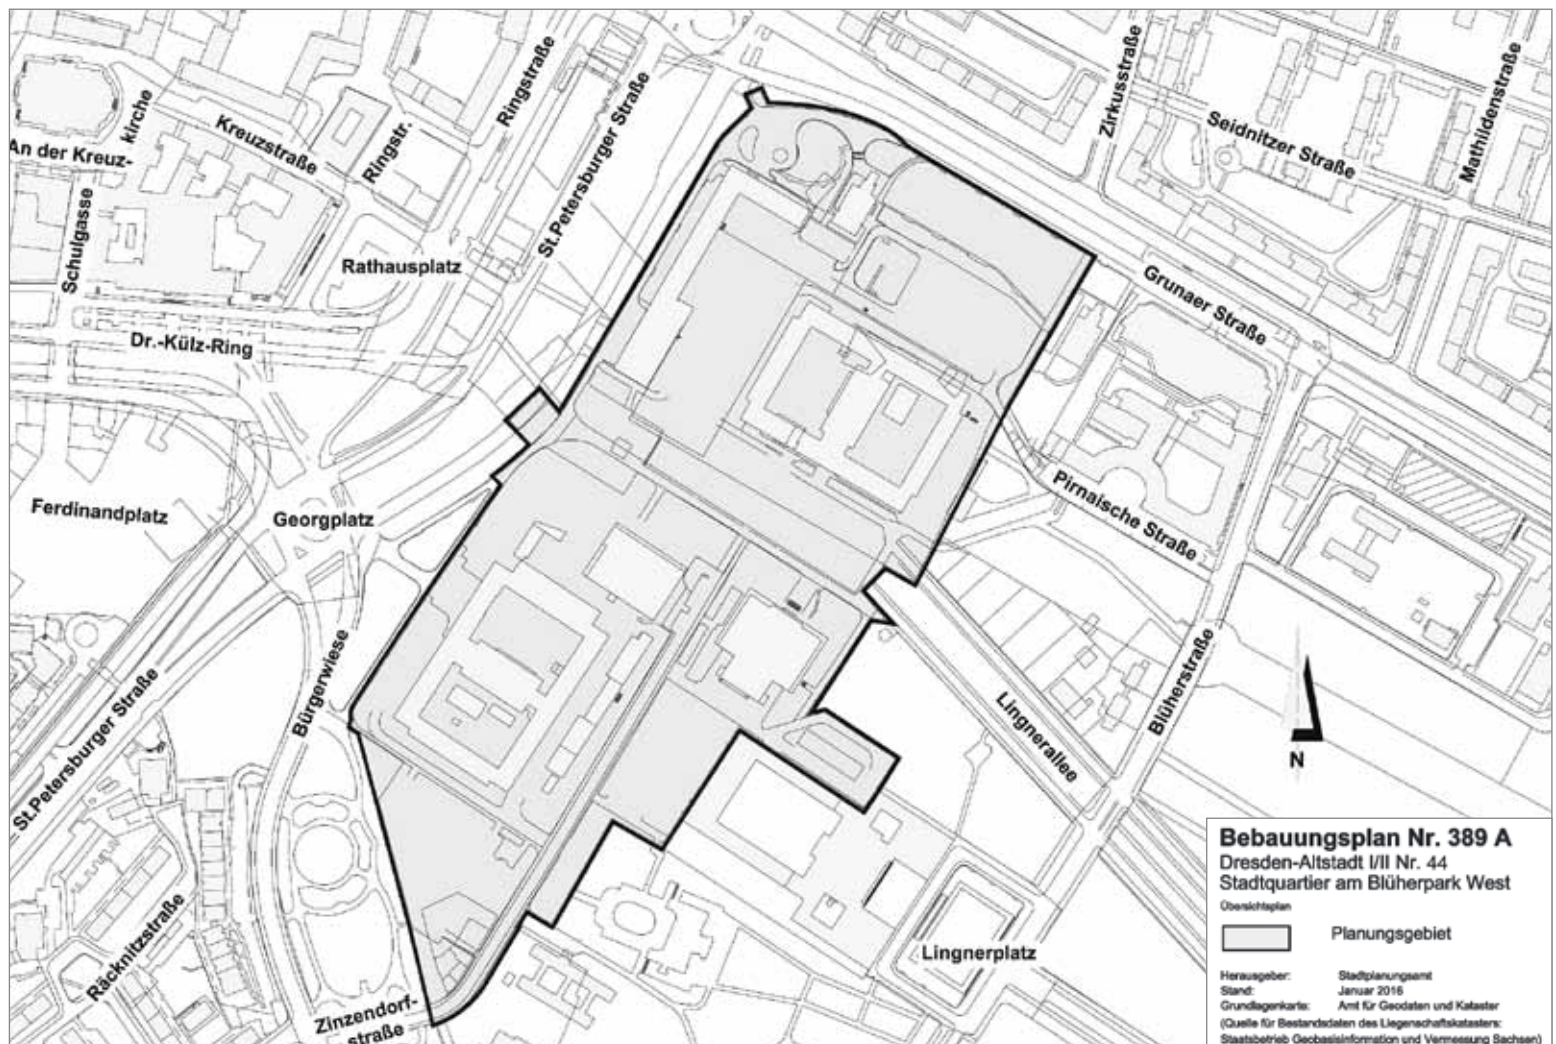 Ringstraße
St.Petersburger Straße
Zirkusstraße
Seidnitzer Straße
Mathildenstraße
An der Kreuz-
kirche
Kreuzstraße
Ringstr.
Schulgasse
Rathausplatz
Grunaer Straße
Dr.-Külz-Ring
Ferdinandplatz
Georgplatz
Pirnaische Straße
Bürgerwiese
St.Petersburger Straße
Lingnerallee
Blüherstraße
N
Räcknitzstraße
Lingnerplatz
Zinzendorf-
straße
Bebauungsplan Nr. 389 A
Dresden-Altstadt I/II Nr. 44
Stadtquartier am Blüherpark West
Übersichtsplan
Planungsgebiet
Herausgeber: Stadtplanungsamt
Stand: Januar 2016
Grundlagenkarte: Amt für Geodaten und Kataster
(Quelle für Bestandsdaten des Liegenschaftskatasters:
Staatsbetrieb Geobasisinformation und Vermessung Sachsen)